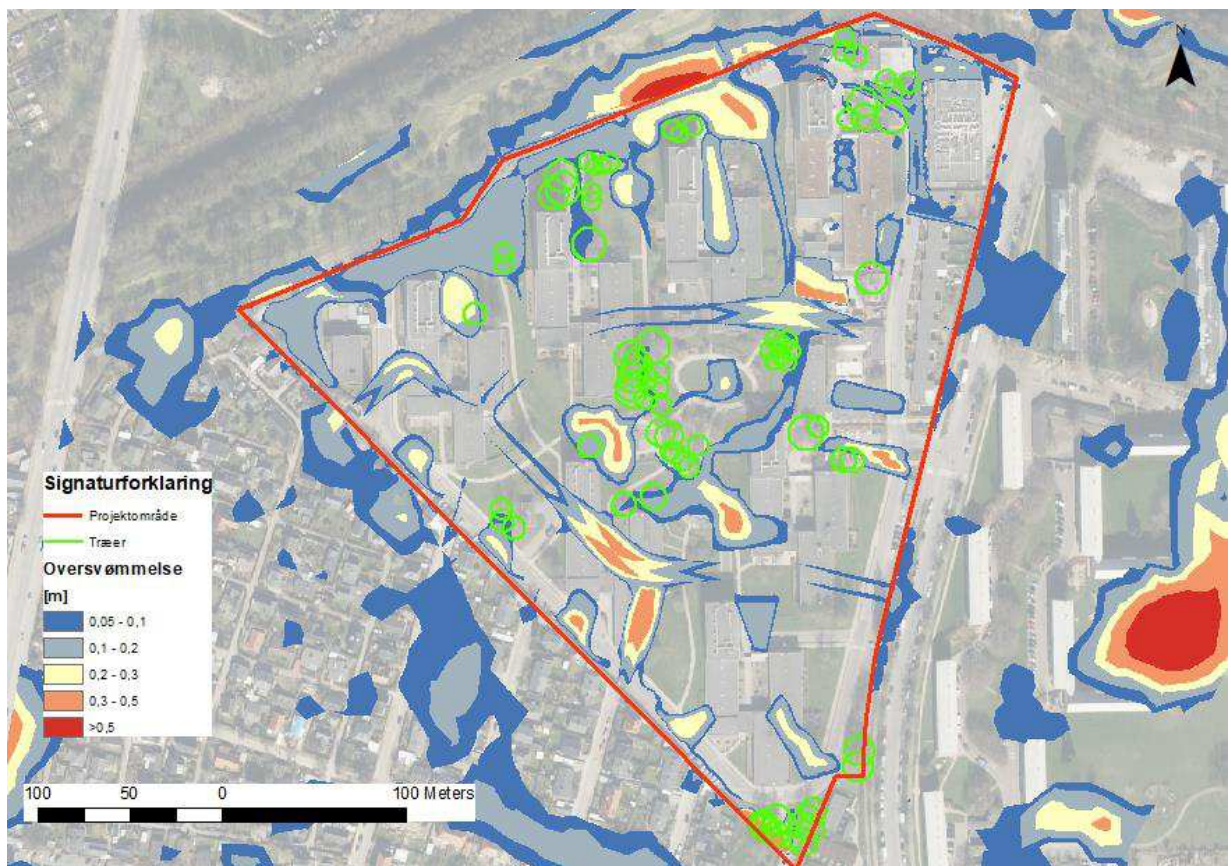 N
Signaturforklaring
Projektområde
Træer
Oversvømmelse
[m]
0,05 - 0,1
0,1 - 0,2
0,2 - 0,3
0,3 - 0,5
>0,5
100 50 0 100 Meters